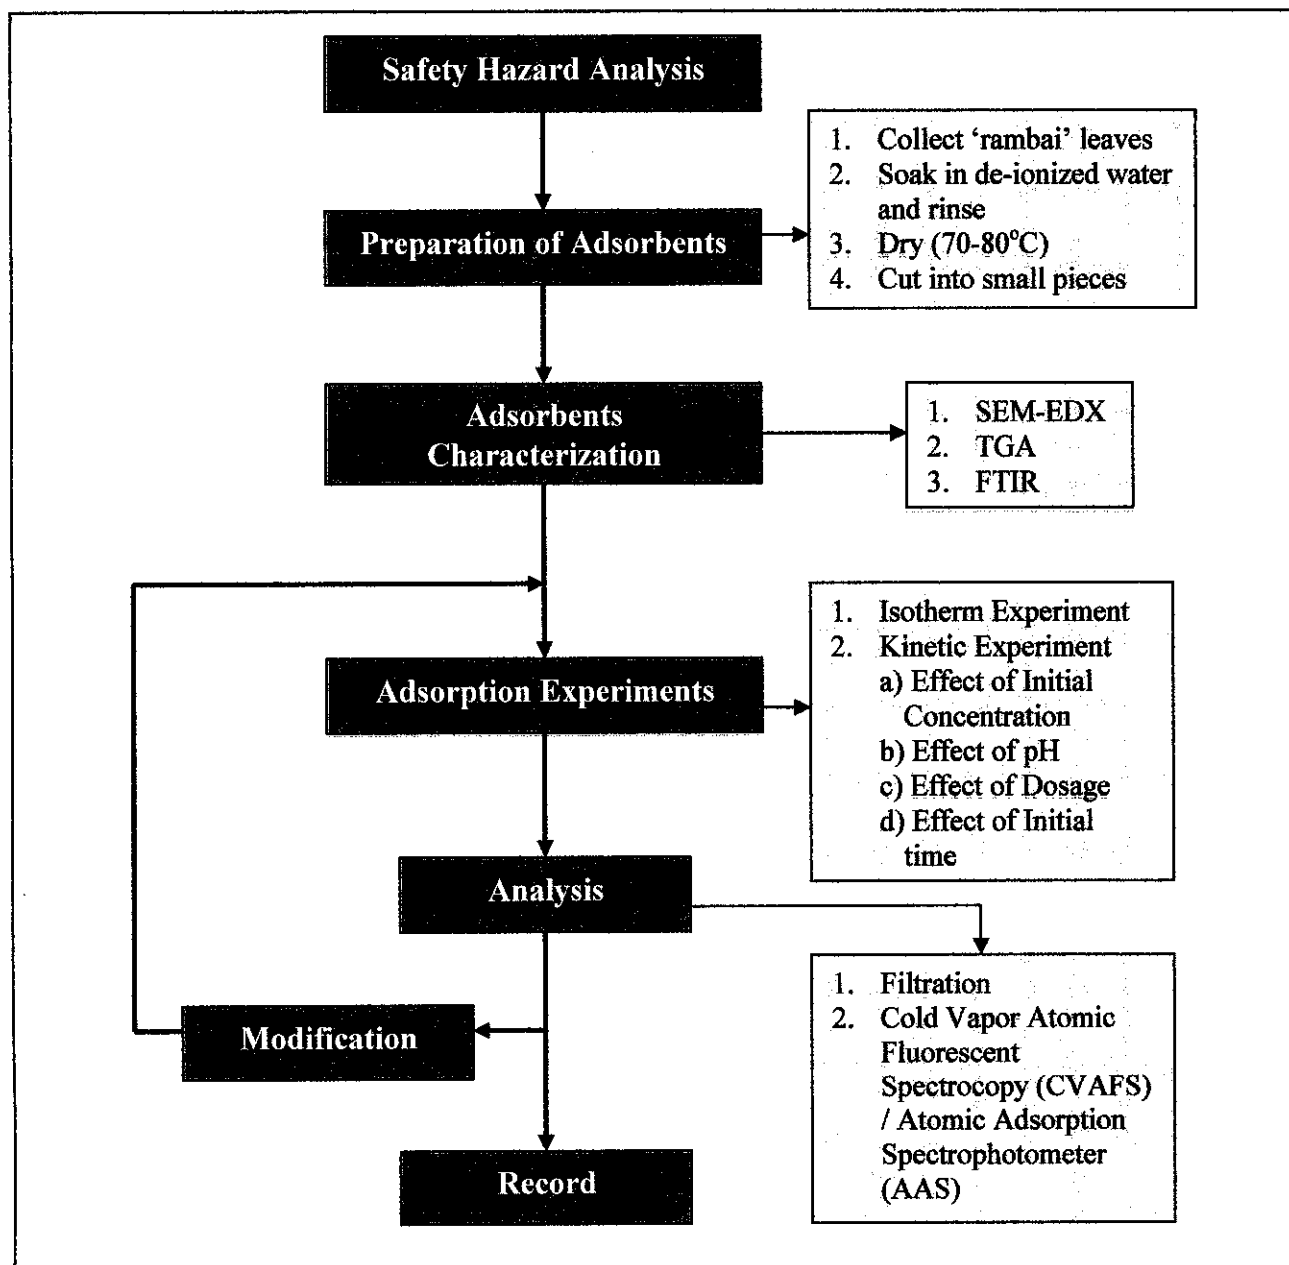 Safety Hazard Analysis
Preparation of Adsorbents
1. Collect ‘rambai’ leaves
2. Soak in de-ionized water
and rinse
3. Dry (70-80°C)
4. Cut into small pieces
Adsorbents
Characterization
1. SEM-EDX
2. TGA
3. FTIR
Adsorption Experiments
1. Isotherm Experiment
2. Kinetic Experiment
a) Effect of Initial
Concentration
b) Effect of pH
c) Effect of Dosage
d) Effect of Initial
time
Analysis
1. Filtration
2. Cold Vapor Atomic
Fluorescent
Spectrocopy (CVAFS)
/ Atomic Adsorption
Spectrophotometer
(AAS)
Modification
Record